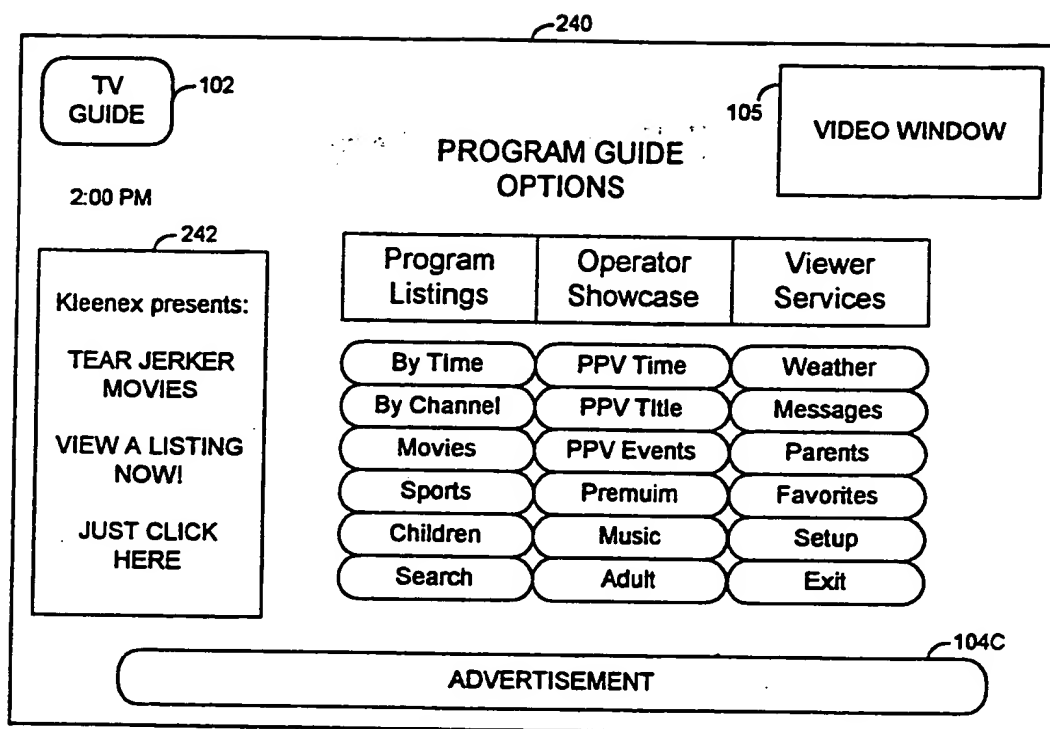 240
TV
GUIDE
102
105
VIDEO WINDOW
PROGRAM GUIDE
OPTIONS
2:00 PM
242
Kleenex presents:
TEAR JERKER
MOVIES
VIEW A LISTING
NOW!
JUST CLICK
HERE
Program
Listings
Operator
Showcase
Viewer
Services
By Time
PPV Time
Weather
By Channel
PPV Title
Messages
Movies
PPV Events
Parents
Sports
Premuim
Favorites
Children
Music
Setup
Search
Adult
Exit
104C
ADVERTISEMENT